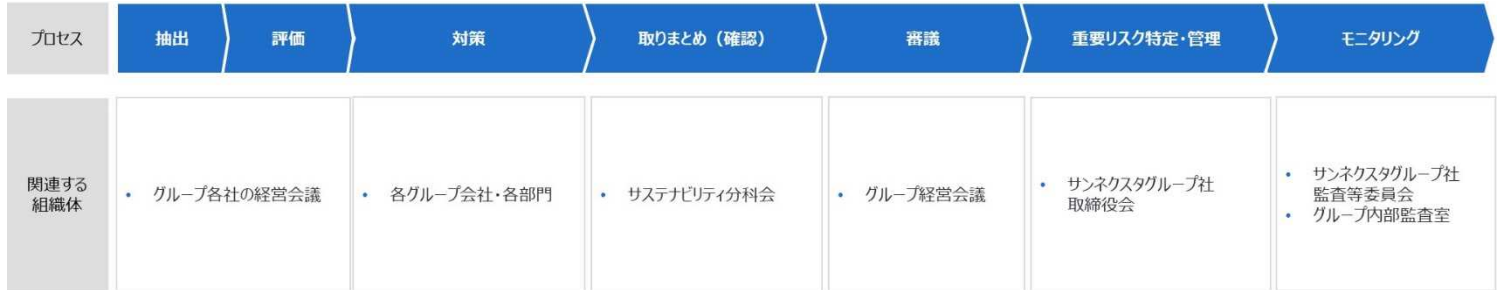 プロセス
抽出
評価
対策
取りまとめ（確認）
審議
重要リスク特定・管理
モニタリング
関連する
組織体
• グループ各社の経営会議
• 各グループ会社・各部門
• サステナビリティ分科会
• グループ経営会議
• サンネクスタグループ社
取締役会
• サンネクスタグループ社
監査等委員会
• グループ内部監査室